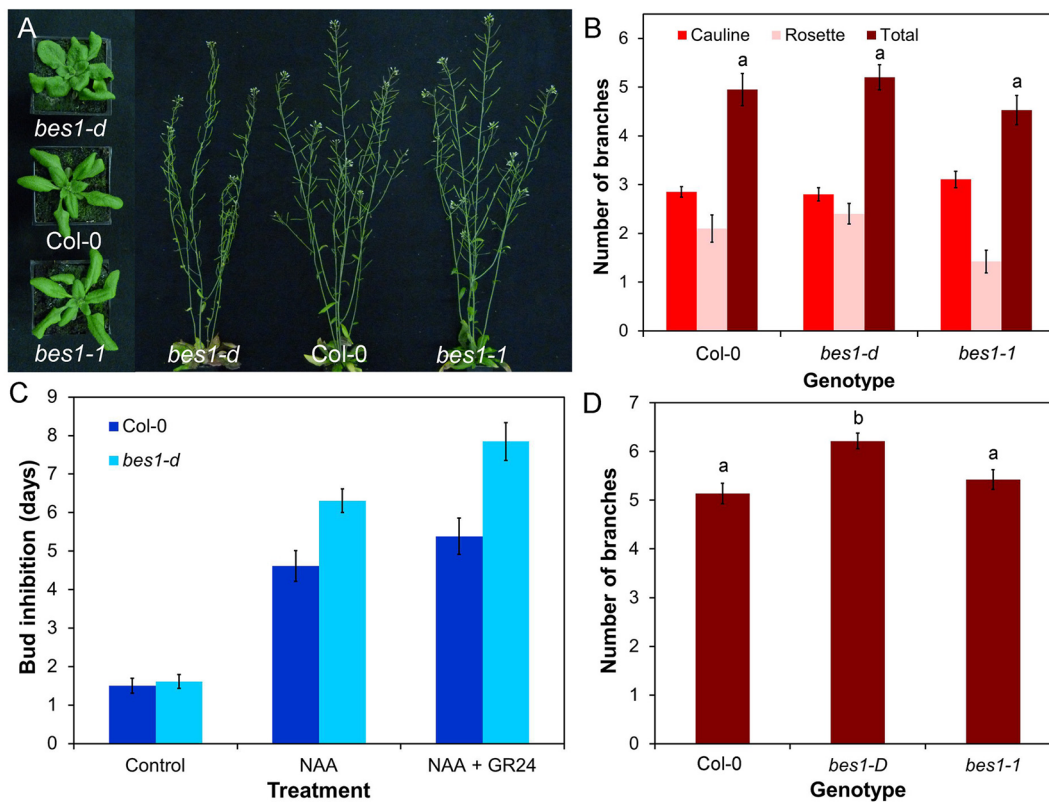 A
bes1-d
Col-0
bes1-1
bes1-d Col-0 bes1-1
B
Cauline Rosette Total
Number of branches
6
5
4
3
2
1
0
a a a
Col-0 bes1-d bes1-1
Genotype
C
Col-0
bes1-d
Bud inhibition (days)
9
8
7
6
5
4
3
2
1
0
Control NAA NAA + GR24
Treatment
D
Number of branches
7
6
5
4
3
2
1
0
a b a
Col-0 bes1-D bes1-1
Genotype